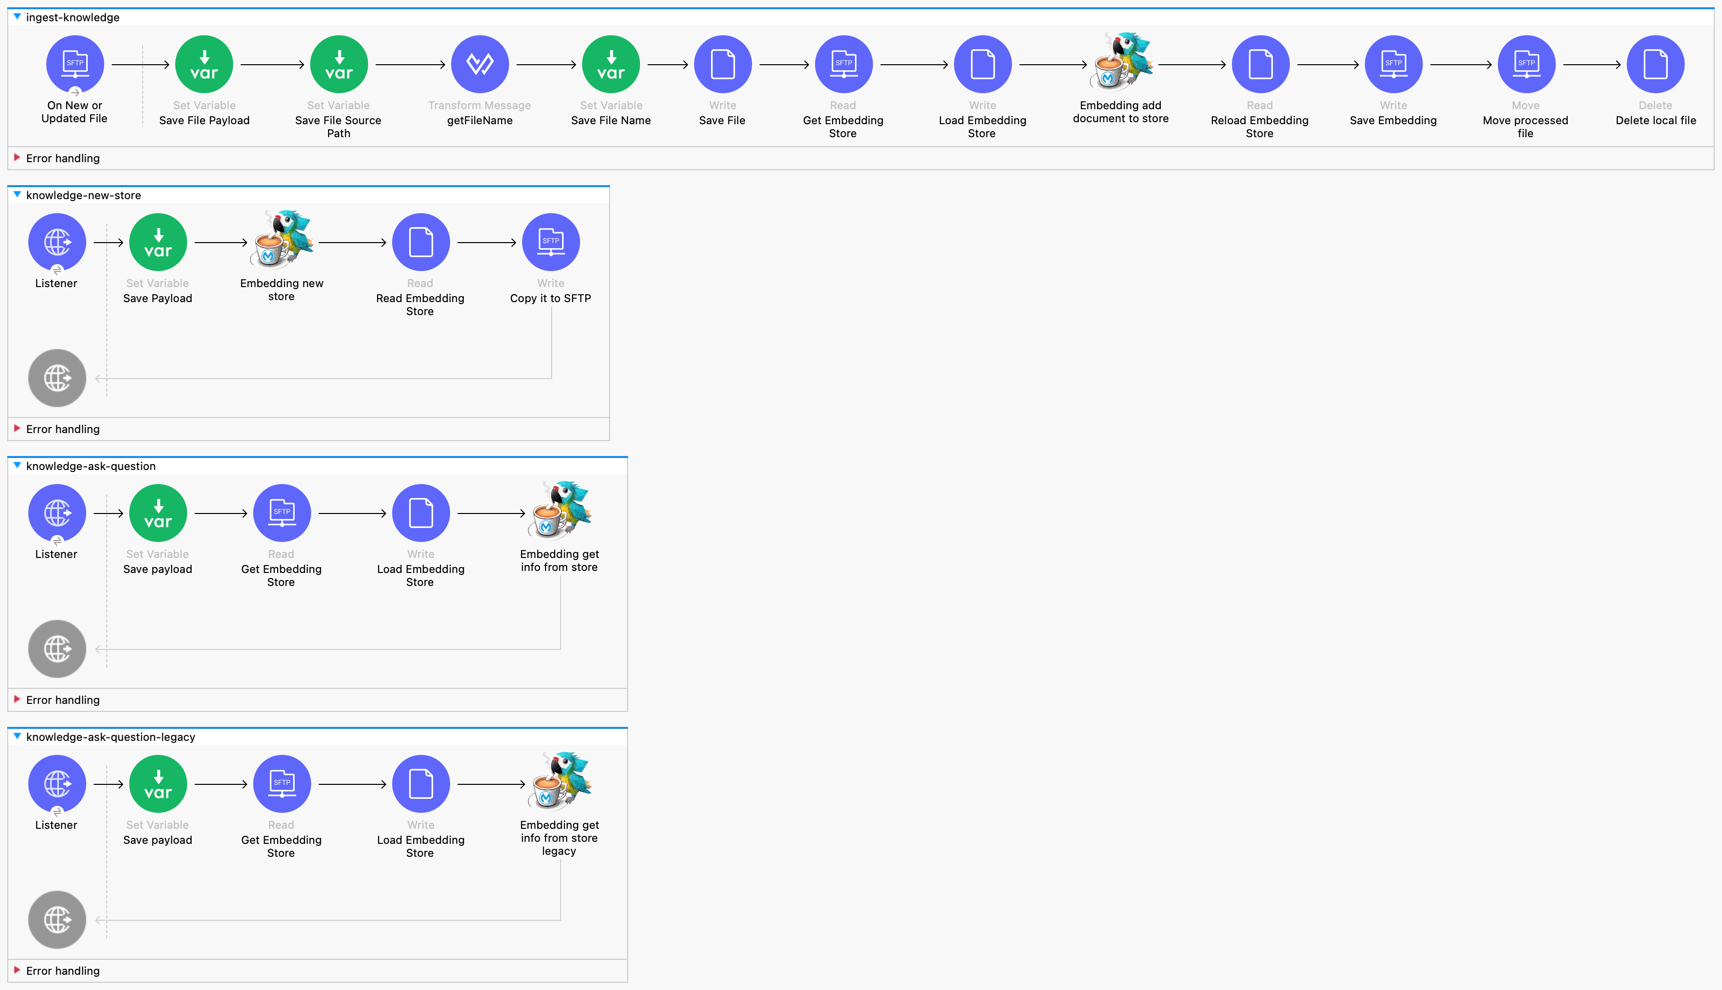 ingest-knowledge
SFTP
On New or
Updated File
var
Set Variable
Save File Payload
var
Set Variable
Save File Source
Path
Transform Message
getFileName
var
Set Variable
Save File Name
Write
Save File
SFTP
Read
Get Embedding
Store
Write
Load Embedding
Store
Embedding add
document to store
Read
Reload Embedding
Store
SFTP
Write
Save Embedding
SFTP
Move
Move processed
file
Delete
Delete local file
Error handling
knowledge-new-store
Listener
var
Set Variable
Save Payload
Embedding new
store
Read
Read Embedding
Store
SFTP
Write
Copy it to SFTP
Error handling
knowledge-ask-question
Listener
var
Set Variable
Save payload
SFTP
Read
Get Embedding
Store
Write
Load Embedding
Store
Embedding get
info from store
Error handling
knowledge-ask-question-legacy
Listener
var
Set Variable
Save payload
SFTP
Read
Get Embedding
Store
Write
Load Embedding
Store
Embedding get
info from store
legacy
Error handling